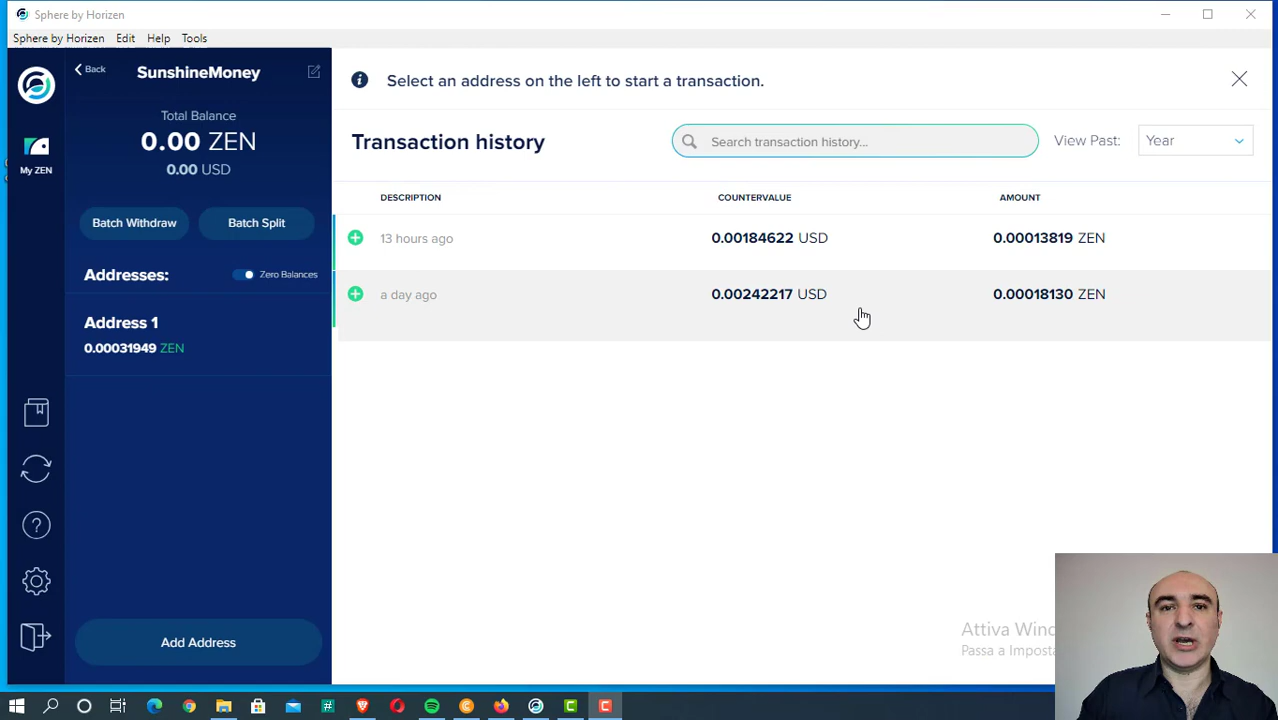 Sphere by Horizen
Sphere by Horizen Edit Help Tools
Back
SunshineMoney
Total Balance
0.00 ZEN
0.00 USD
My ZEN
Batch Withdraw
Batch Split
Addresses:
Zero Balances
Address 1
0.00031949 ZEN
Add Address
Select an address on the left to start a transaction.
Transaction history
Search transaction history...
View Past:
Year
DESCRIPTION COUNTERVALUE AMOUNT
13 hours ago 0.00184622 USD 0.00013819 ZEN
a day ago 0.00242217 USD 0.00018130 ZEN
Attiva Wind
Passa a Imposta